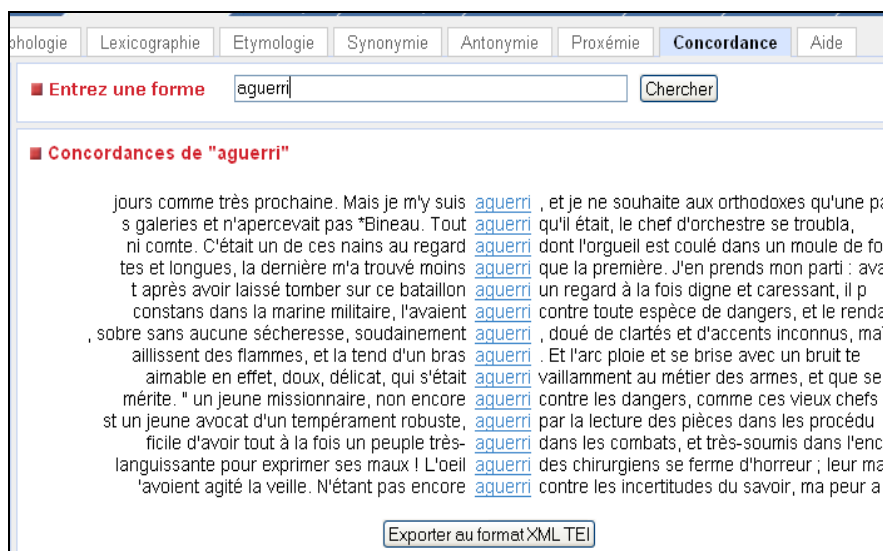 phologie Lexicographie Etymologie Synonymie Antonymie Proxémie Concordance Aide
Entrez une forme aguerri Chercher
Concordances de "aguerri"
jours comme très prochaine. Mais je m'y suis aguerri , et je ne souhaite aux orthodoxes qu'une pa
s galeries et n'apercevait pas *Bineau. Tout aguerri qu'il était, le chef d'orchestre se troubla,
ni comte. C'était un de ces nains au regard aguerri dont l'orgueil est coulé dans un moule de fo
tes et longues, la dernière m'a trouvé moins aguerri que la première. J'en prends mon parti : ava
t après avoir laissé tomber sur ce bataillon aguerri un regard à la fois digne et caressant, il p
constans dans la marine militaire, l'avaient aguerri contre toute espèce de dangers, et le renda
, sobre sans aucune sécheresse, soudainement aguerri , doué de clartés et d'accents inconnus, maî
aillissent des flammes, et la tend d'un bras aguerri . Et l'arc ploie et se brise avec un bruit te
aimable en effet, doux, délicat, qui s'était aguerri vaillamment au métier des armes, et que se
mérite. " un jeune missionnaire, non encore aguerri contre les dangers, comme ces vieux chefs
st un jeune avocat d'un tempérament robuste, aguerri par la lecture des pièces dans les procédu
ficile d'avoir tout à la fois un peuple très- aguerri dans les combats, et très-soumis dans l'enc
languissante pour exprimer ses maux ! L'oeil aguerri des chirurgiens se ferme d'horreur ; leur ma
'avoient agité la veille. N'étant pas encore aguerri contre les incertitudes du savoir, ma peur a
Exporter au format XML TEI